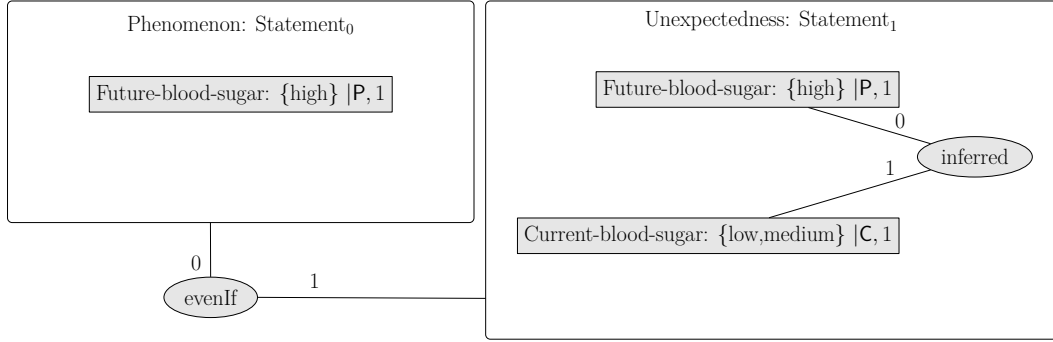 Phenomenon: Statement₀
Future-blood-sugar: {high} |P, 1
0
evenIf
1
Unexpectedness: Statement₁
Future-blood-sugar: {high} |P, 1
0
inferred
1
Current-blood-sugar: {low,medium} |C, 1